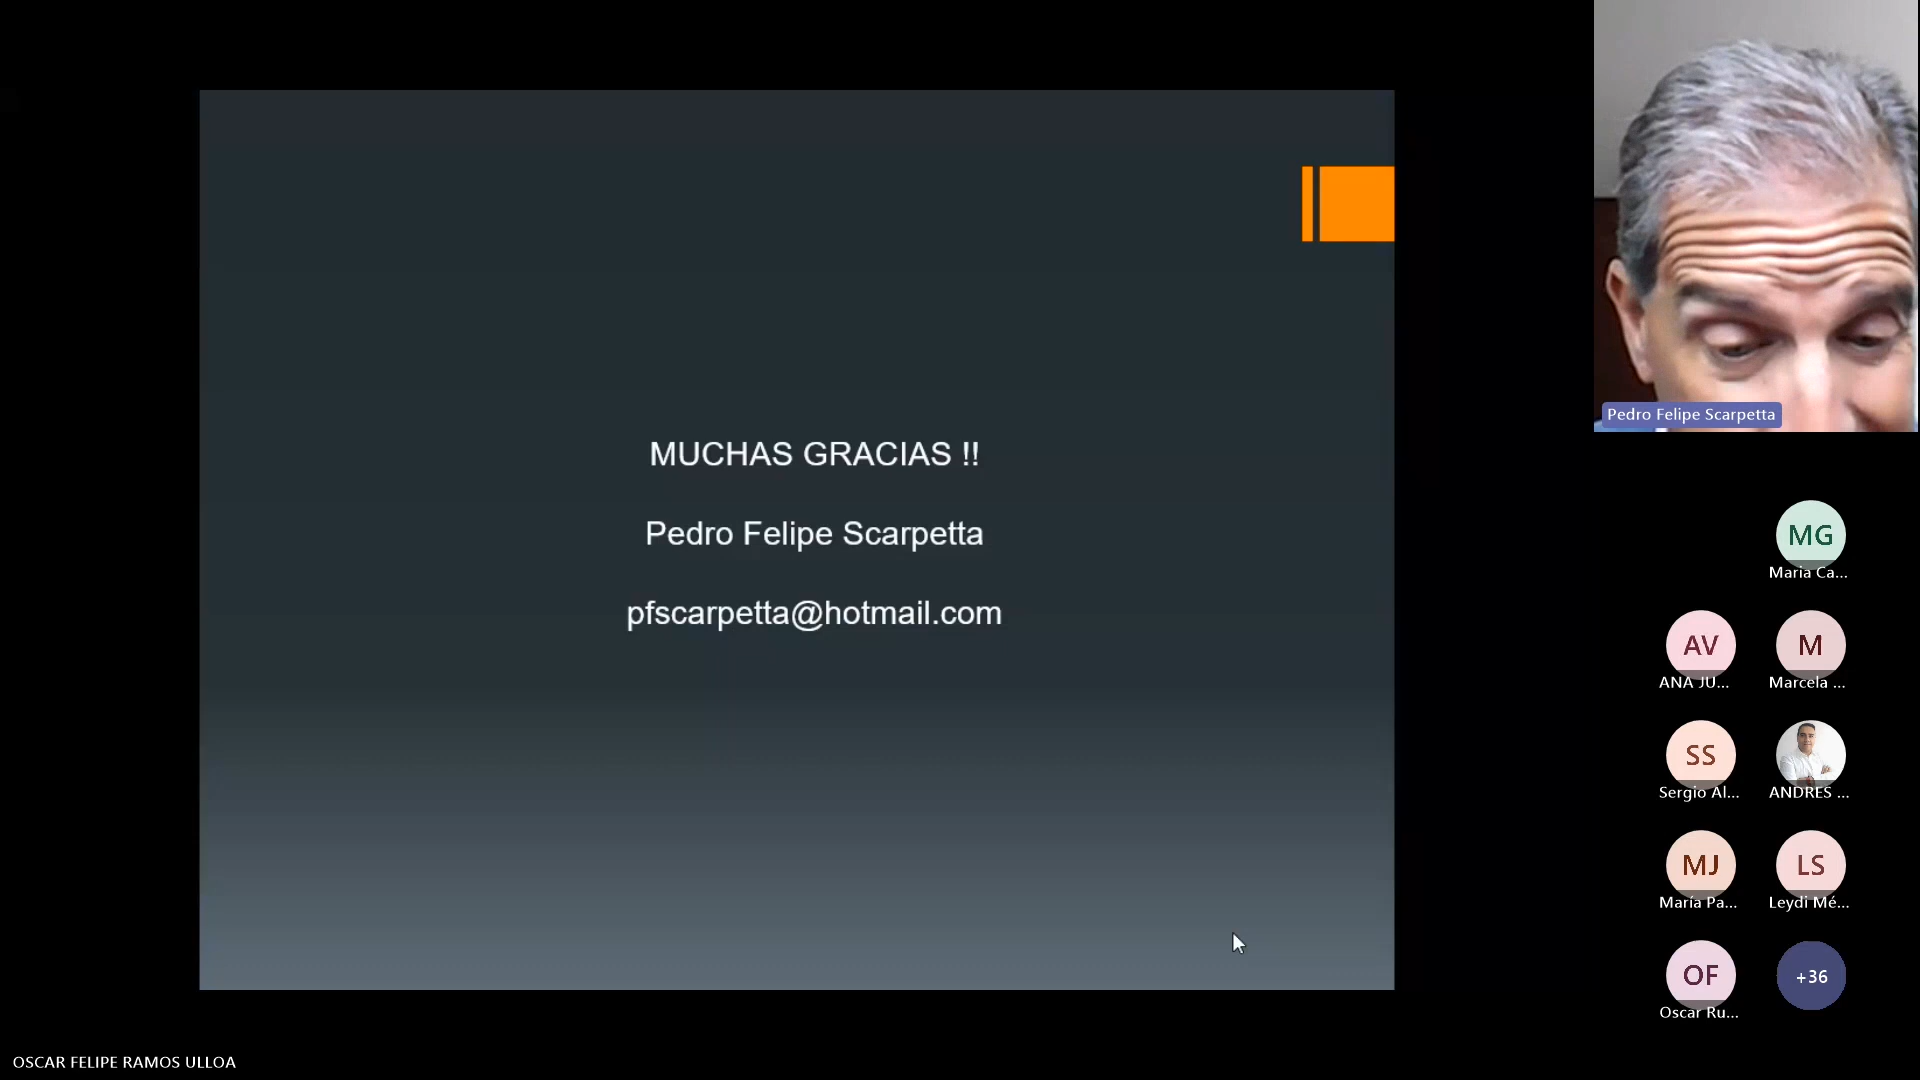 MUCHAS GRACIAS !!
Pedro Felipe Scarpetta
pfscarpetta@hotmail.com
Pedro Felipe Scarpetta
MG
Maria Ca...
AV
ANA JU...
M
Marcela ...
SS
Sergio Al...
ANDRES ...
MJ
María Pa...
LS
Leydi Mé...
OF
Oscar Ru...
+36
OSCAR FELIPE RAMOS ULLOA